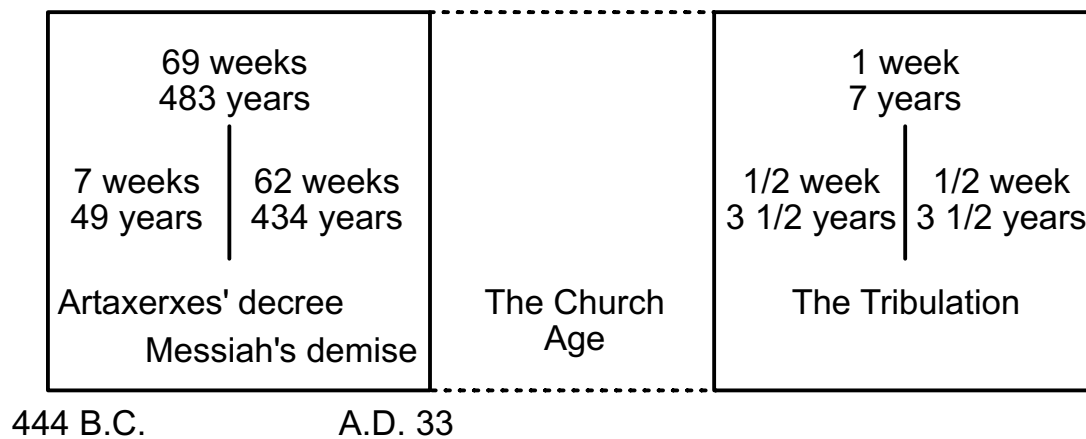 69 weeks
483 years
7 weeks
49 years
62 weeks
434 years
Artaxerxes' decree
Messiah's demise
The Church
Age
1 week
7 years
1/2 week
3 1/2 years
1/2 week
3 1/2 years
The Tribulation
444 B.C.
A.D. 33